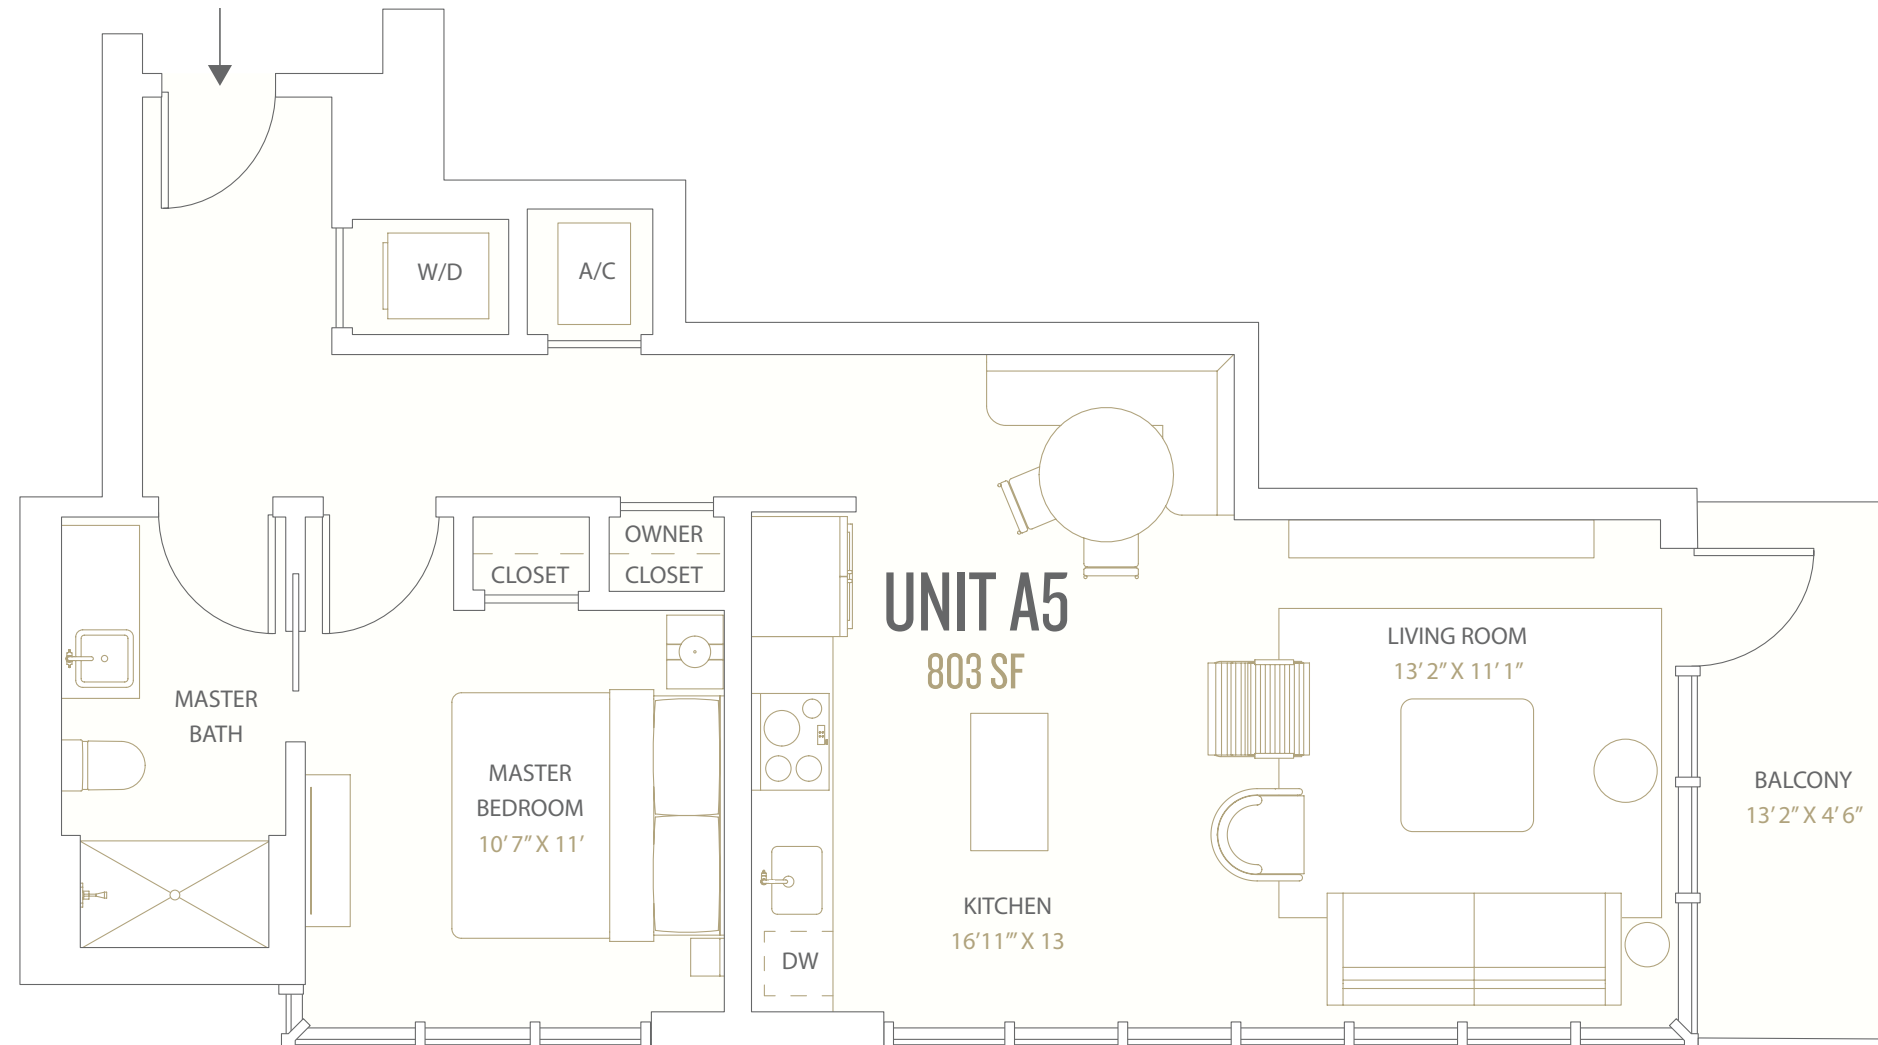 W/D
A/C
OWNER
CLOSET
CLOSET
UNIT A5
803 SF
LIVING ROOM
13' 2" X 11' 1"
MASTER
BATH
MASTER
BEDROOM
10' 7" X 11'
BALCONY
13' 2" X 4' 6"
KITCHEN
16'11'" X 13
DW